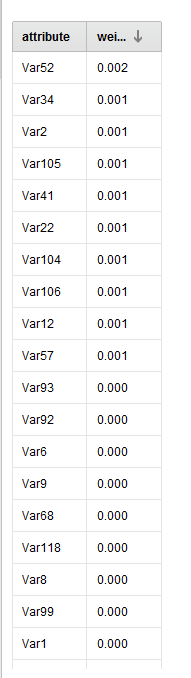 attribute wei...
Var52 0.002
Var34 0.001
Var2 0.001
Var105 0.001
Var41 0.001
Var22 0.001
Var104 0.001
Var106 0.001
Var12 0.001
Var57 0.001
Var93 0.000
Var92 0.000
Var6 0.000
Var9 0.000
Var68 0.000
Var118 0.000
Var8 0.000
Var99 0.000
Var1 0.000